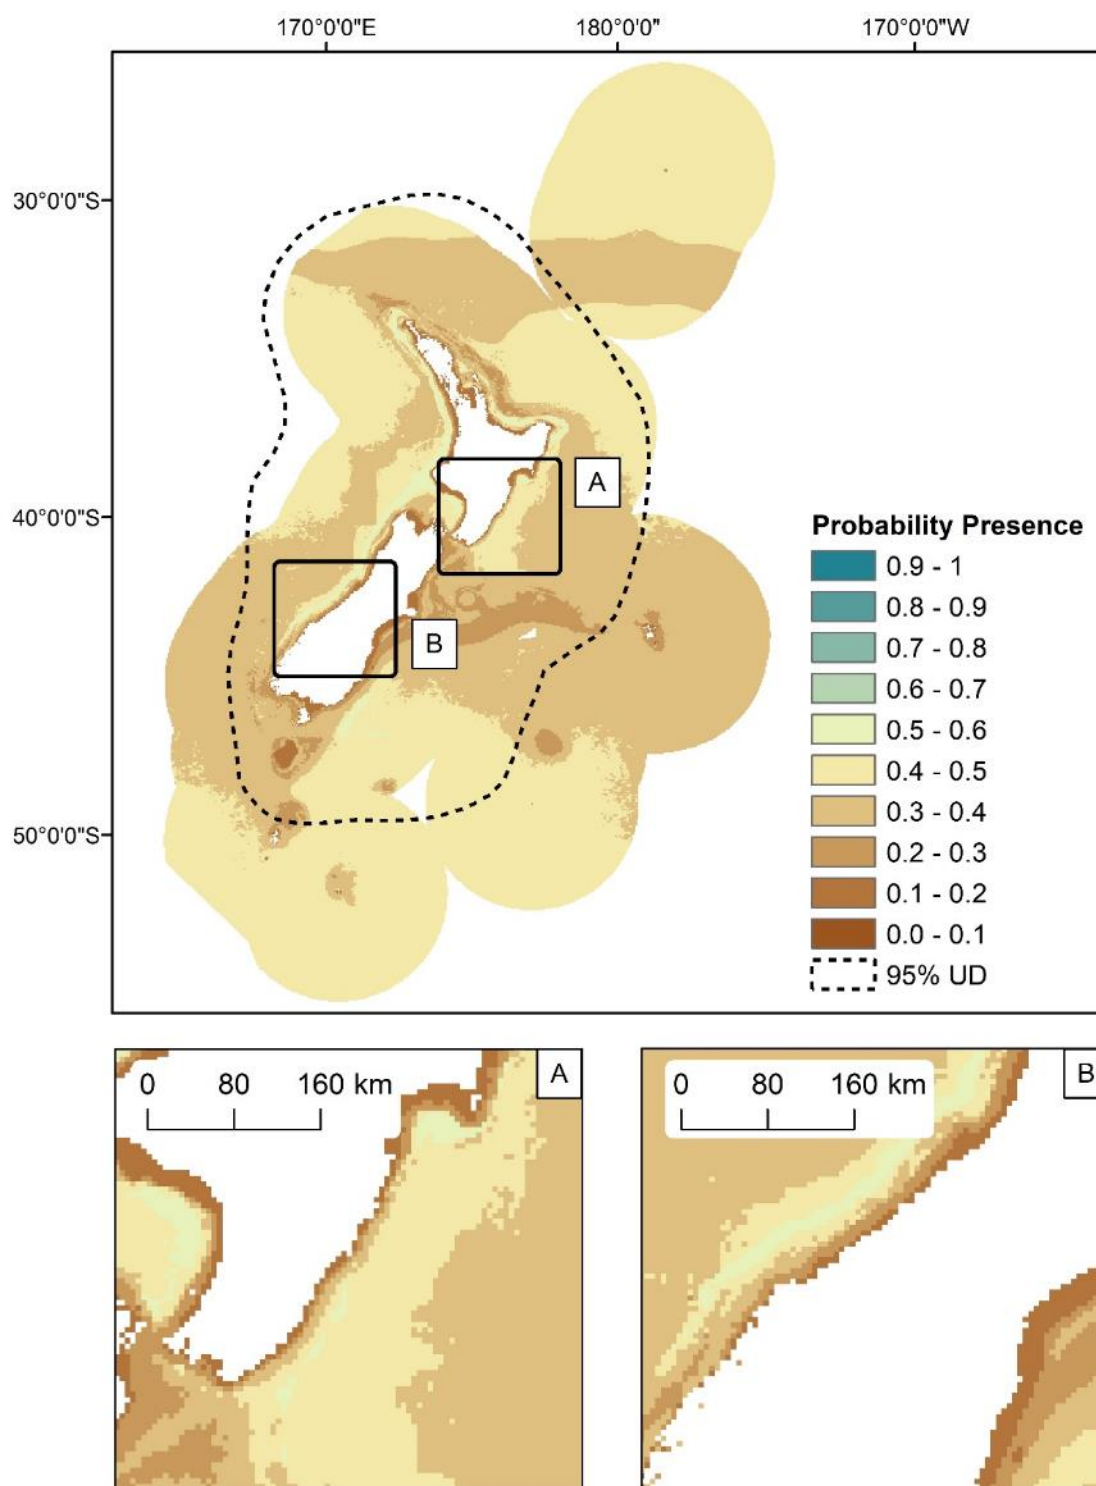 170°0'0"E 180°0'0" 170°0'0"W
30°0'0"S
40°0'0"S
50°0'0"S
A
B
Probability Presence
0.9 - 1
0.8 - 0.9
0.7 - 0.8
0.6 - 0.7
0.5 - 0.6
0.4 - 0.5
0.3 - 0.4
0.2 - 0.3
0.1 - 0.2
0.0 - 0.1
95% UD
0 80 160 km
A
0 80 160 km
B